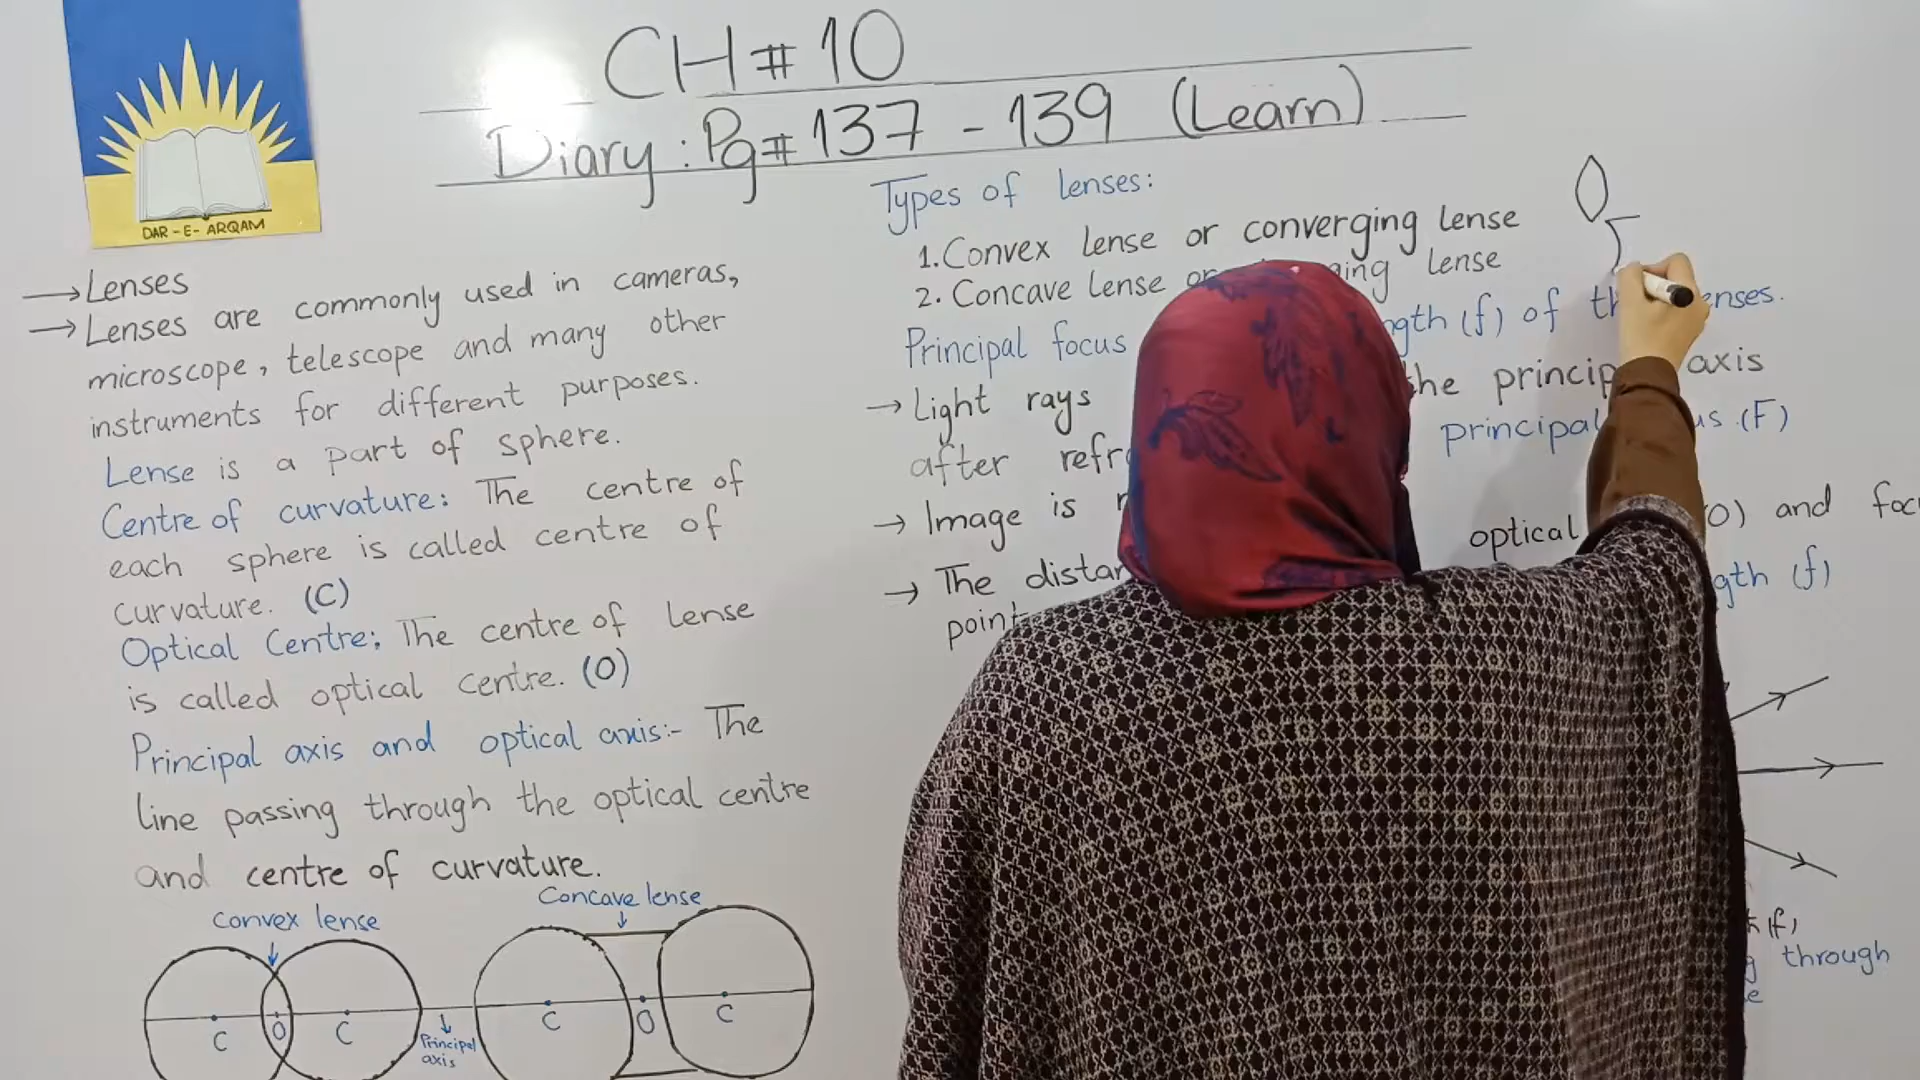 CH # 10
Diary : Pg# 137 - 139 (Learn)
DAR-E-ARQAM
→ Lenses
→ Lenses are commonly used in cameras,
microscope, telescope and many other
instruments for different purposes.
Lense is a part of sphere.
Centre of curvature: The centre of
each sphere is called centre of
curvature. (C)
Optical Centre: The centre of lense
is called optical centre. (O)
Principal axis and optical axis:- The
line passing through the optical centre
and centre of curvature.
Convex lense
C O C
Principal
axis
Concave lense
C O C
Types of lenses:
1. Convex lense or converging lense
2. Concave lense or ging lense
Principal focus ngth (f) of th enses.
→ Light rays the princip axis
after refr principal us (F)
→ Image is
→ The distan optical (O) and foc
point gth (f)
(f)
through